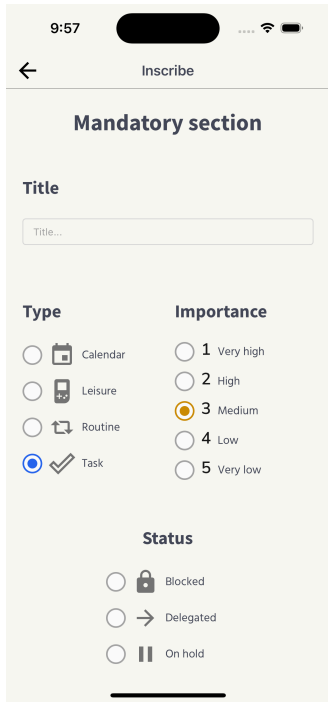 9:57
Inscribe
Mandatory section
Title
Title...
Type
Calendar
Leisure
Routine
Task
Importance
1 Very high
2 High
3 Medium
4 Low
5 Very low
Status
Blocked
Delegated
On hold